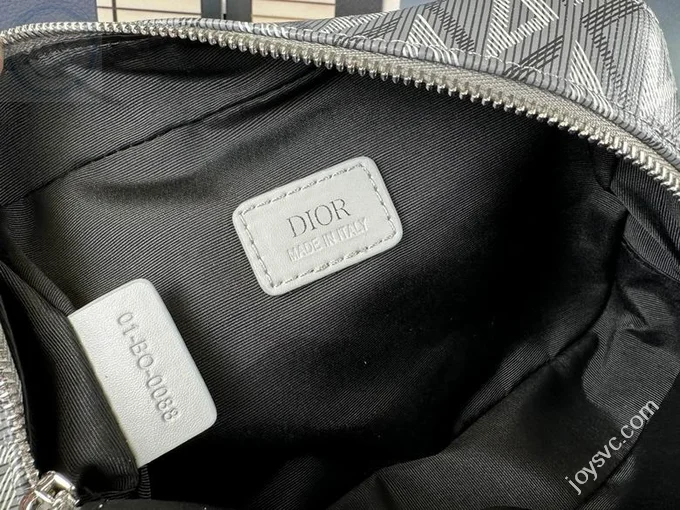 DIOR
MADE IN ITALY
01-BO-0088
joysvc.com